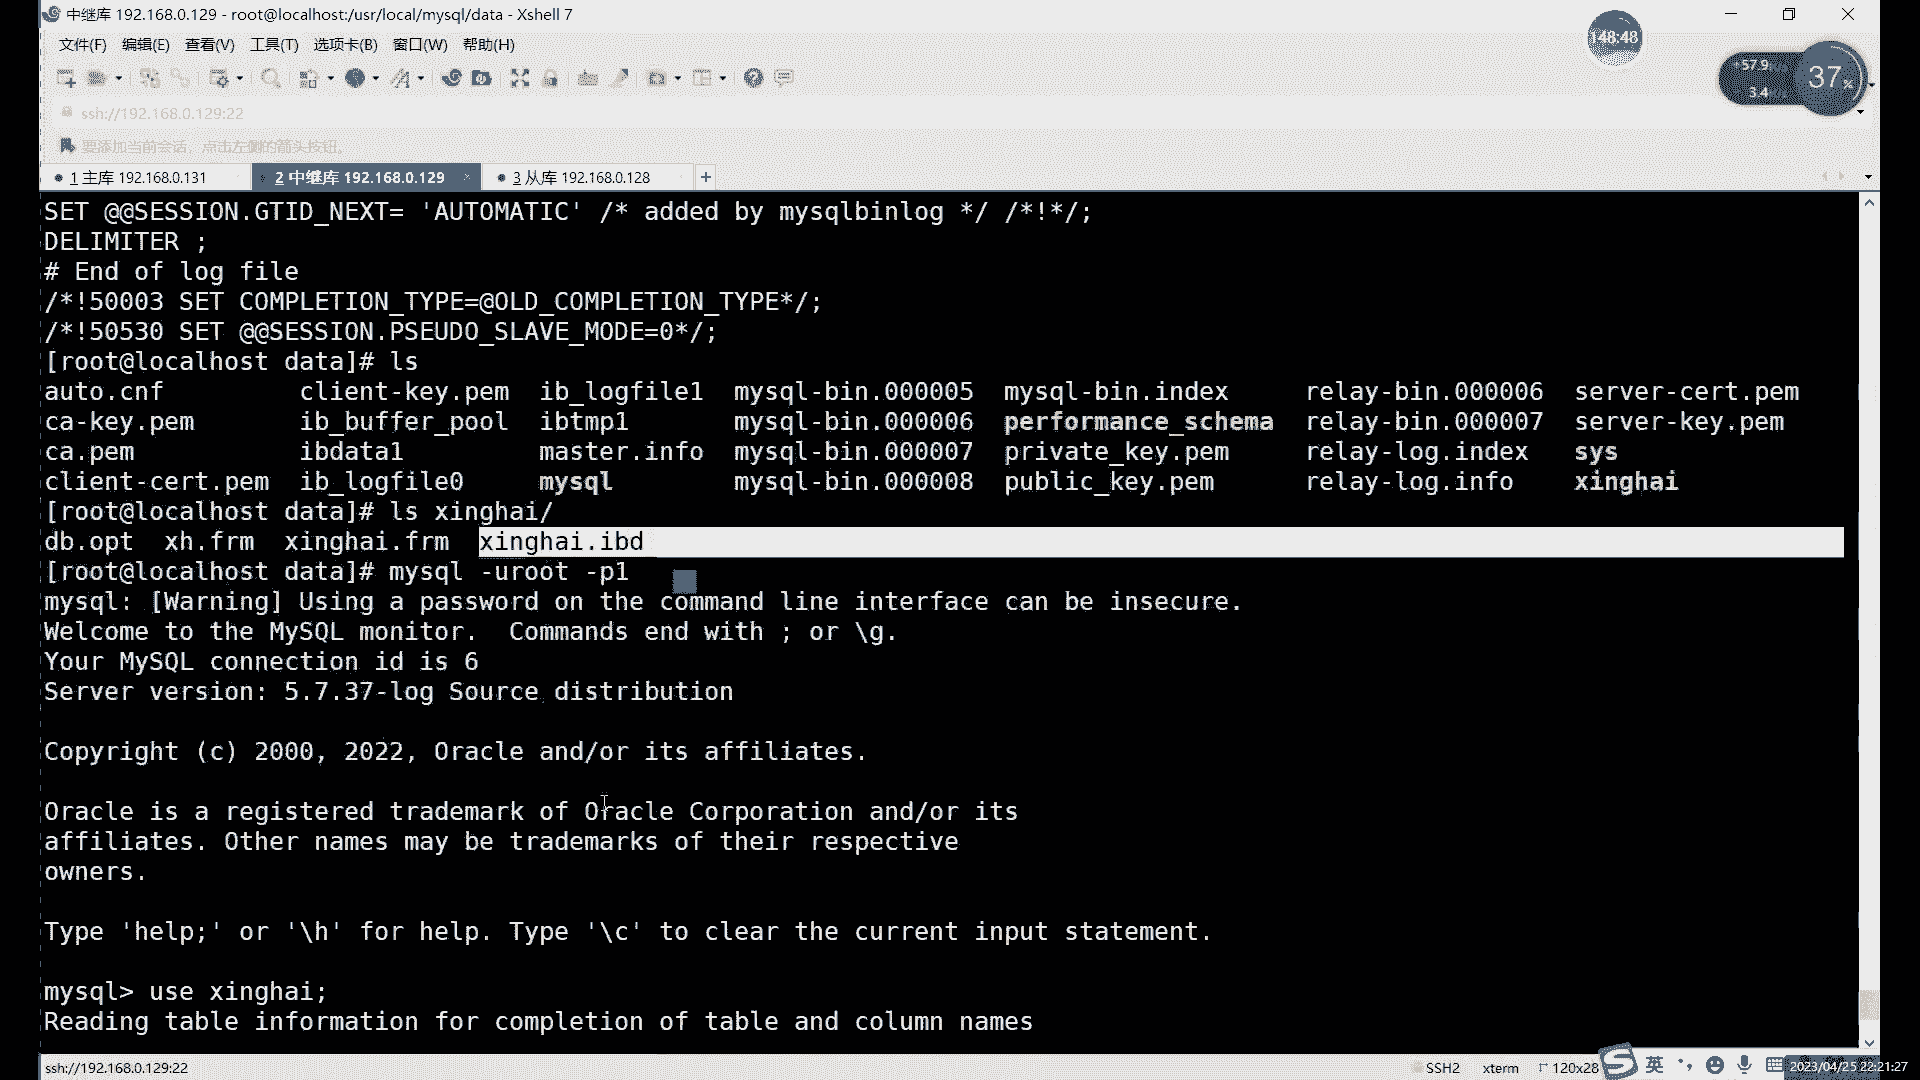 中继库 192.168.0.129 - root@localhost:/usr/local/mysql/data - Xshell 7
148:48
文件(F) 编辑(E) 查看(V) 工具(T) 选项卡(B) 窗口(W) 帮助(H)
+57.9
3.4
37%
ssh://192.168.0.129:22
要添加当前会话，点击左侧的箭头按钮。
1 主库 192.168.0.131 2 中继库 192.168.0.129 × 3 从库 192.168.0.128 +
SET @@SESSION.GTID_NEXT= 'AUTOMATIC' /* added by mysqlbinlog */ /*!*/;
DELIMITER ;
# End of log file
/*!50003 SET COMPLETION_TYPE=@OLD_COMPLETION_TYPE*/;
/*!50530 SET @@SESSION.PSEUDO_SLAVE_MODE=0*/;
[root@localhost data]# ls
auto.cnf client-key.pem ib_logfile1 mysql-bin.000005 mysql-bin.index relay-bin.000006 server-cert.pem
ca-key.pem ib_buffer_pool ibtmp1 mysql-bin.000006 performance_schema relay-bin.000007 server-key.pem
ca.pem ibdata1 master.info mysql-bin.000007 private_key.pem relay-log.index sys
client-cert.pem ib_logfile0 mysql mysql-bin.000008 public_key.pem relay-log.info xinghai
[root@localhost data]# ls xinghai/
db.opt xh.frm xinghai.frm xinghai.ibd
[root@localhost data]# mysql -uroot -p1
mysql: [Warning] Using a password on the command line interface can be insecure.
Welcome to the MySQL monitor. Commands end with ; or \g.
Your MySQL connection id is 6
Server version: 5.7.37-log Source distribution
Copyright (c) 2000, 2022, Oracle and/or its affiliates.
Oracle is a registered trademark of Oracle Corporation and/or its
affiliates. Other names may be trademarks of their respective
owners.
Type 'help;' or '\h' for help. Type '\c' to clear the current input statement.
mysql> use xinghai;
Reading table information for completion of table and column names
ssh://192.168.0.129:22 SSH2 xterm 120x28 英 2023/04/25 22:21:27